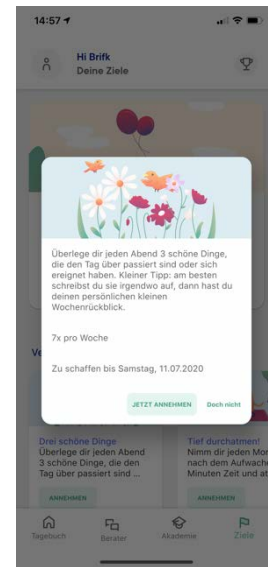 14:57
Hi Brifk
Deine Ziele
Überlege dir jeden Abend 3 schöne Dinge,
die den Tag über passiert sind oder sich
ereignet haben. Kleiner Tipp: am besten
schreibst du sie irgendwo auf, dann hast du
deinen persönlichen kleinen
Wochenrückblick.
7x pro Woche
Zu schaffen bis Samstag, 11.07.2020
JETZT ANNEHMEN Doch nicht
Ve
Drei schöne Dinge
Überlege dir jeden Abend
3 schöne Dinge, die den
Tag über passiert sind ...
ANNEHMEN
Tief durchatmen!
Nimm dir jeden Mor
nach dem Aufwache
Minuten Zeit und at
ANNEHMEN
Tagebuch Berater Akademie Ziele